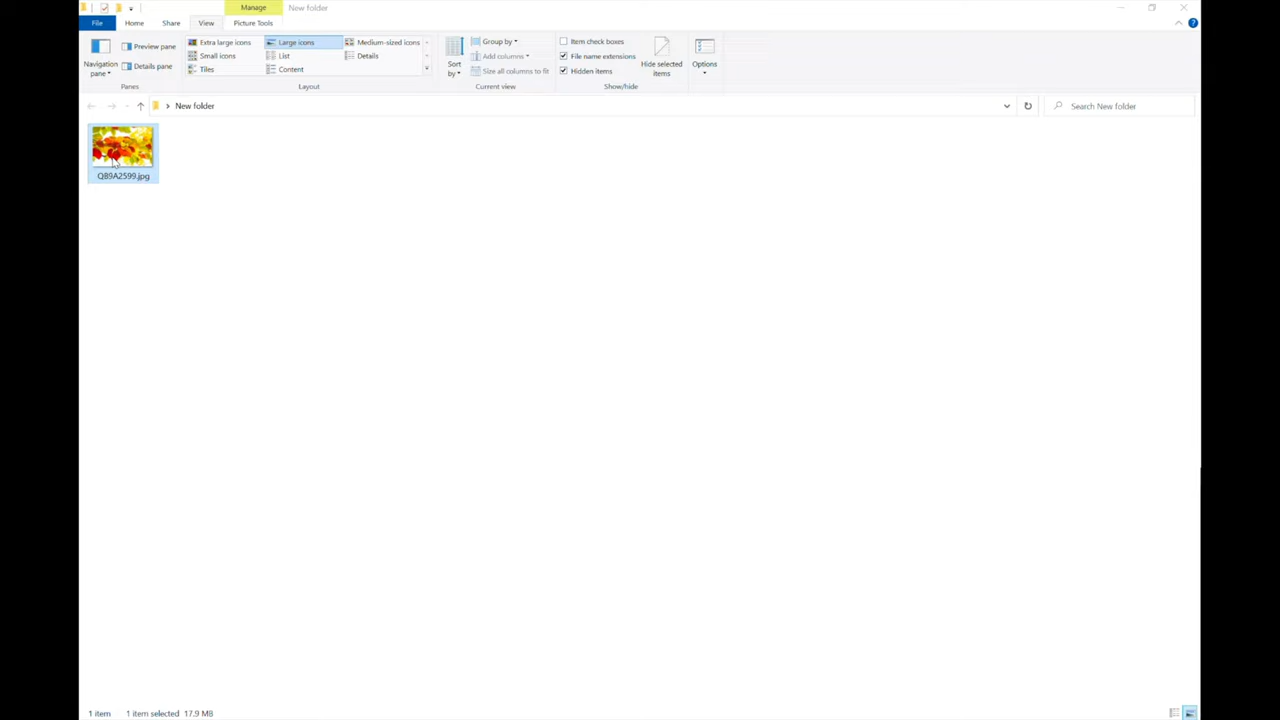 Manage
New folder
File
Home
Share
View
Picture Tools
Navigation pane
Preview pane
Details pane
Panes
Extra large icons
Large icons
Medium-sized icons
Small icons
List
Details
Tiles
Content
Layout
Sort by
Group by
Add columns
Size all columns to fit
Current view
Item check boxes
File name extensions
Hidden items
Hide selected items
Show/hide
Options
New folder
Search New folder
QB9A2599.jpg
1 item
1 item selected 17.9 MB